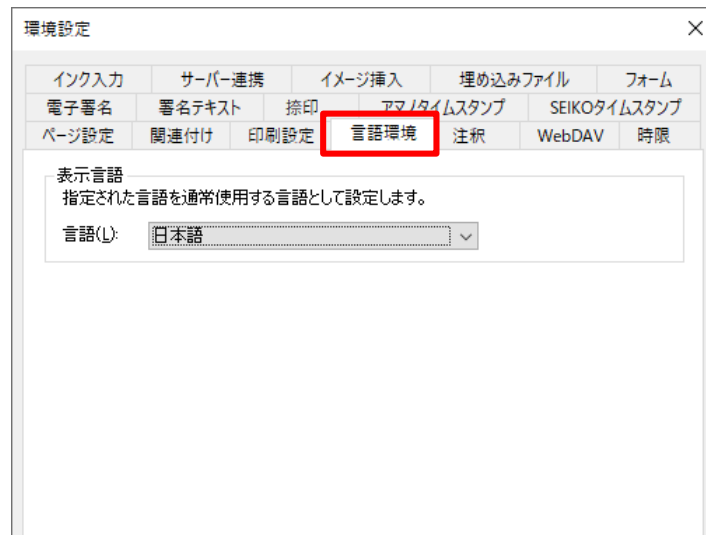 環境設定
インク入力 サーバー連携 イメージ挿入 埋め込みファイル フォーム
電子署名 署名テキスト 捺印 アマノタイムスタンプ SEIKOタイムスタンプ
ページ設定 関連付け 印刷設定 言語環境 注釈 WebDAV 時限
表示言語
指定された言語を通常使用する言語として設定します。
言語(L): 日本語